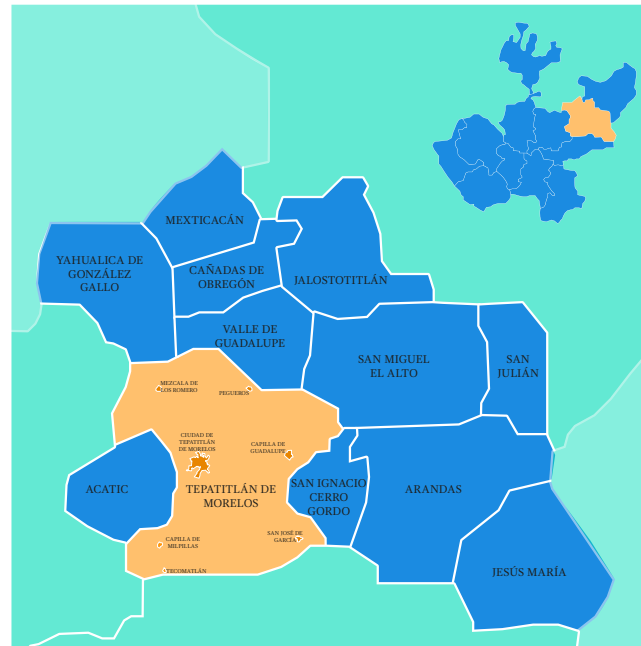 MEXTICACÁN
YAHUALICA DE
GONZÁLEZ
GALLO
CAÑADAS DE
OBREGÓN
JALOSTOTITLÁN
VALLE DE
GUADALUPE
SAN MIGUEL
EL ALTO
SAN
JULIÁN
MEZCALA DE
LOS ROMERO
PEGUEROS
CIUDAD DE
TEPATITLÁN
DE MORELOS
CAPILLA DE
GUADALUPE
ACATIC
TEPATITLÁN DE
MORELOS
SAN IGNACIO
CERRO
GORDO
ARANDAS
CAPILLA DE
MILPILLAS
SAN JOSÉ DE
GARCÍA
TECOMATLÁN
JESÚS MARÍA